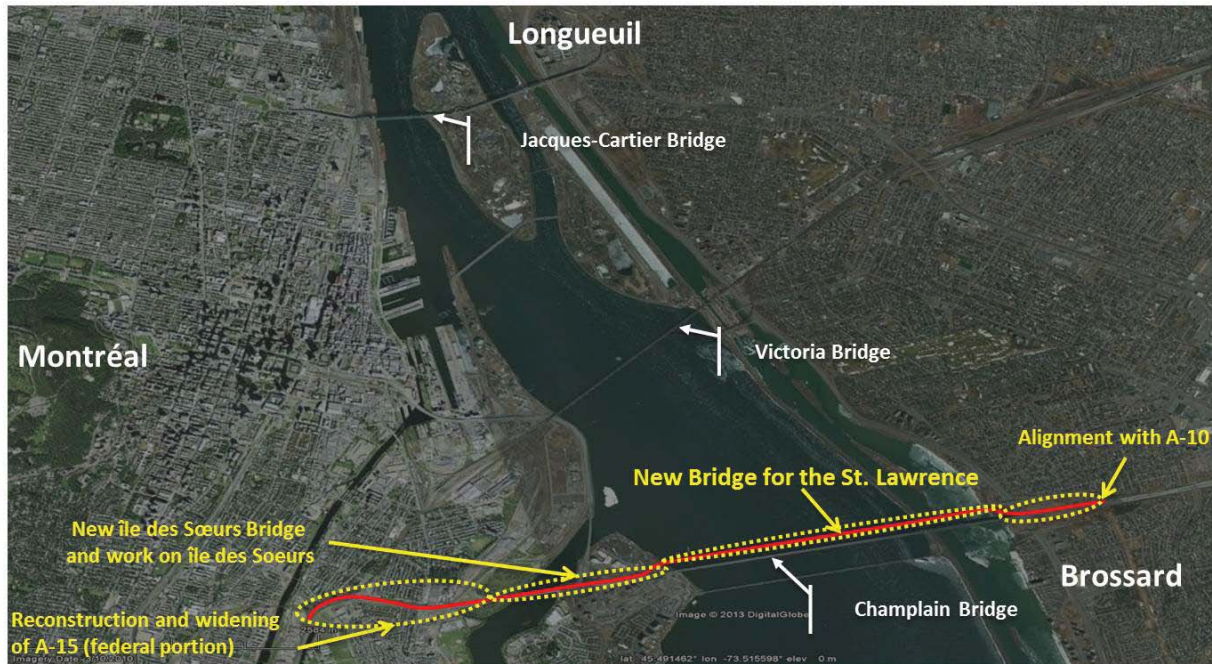 Longueuil
Jacques-Cartier Bridge
Montréal
Victoria Bridge
Alignment with A-10
New Bridge for the St. Lawrence
New île des Sœurs Bridge
and work on île des Soeurs
Brossard
Champlain Bridge
Reconstruction and widening
of A-15 (federal portion)
Image © 2013 DigitalGlobe
lat 45.491462° lon -73.515598° elev 0 m